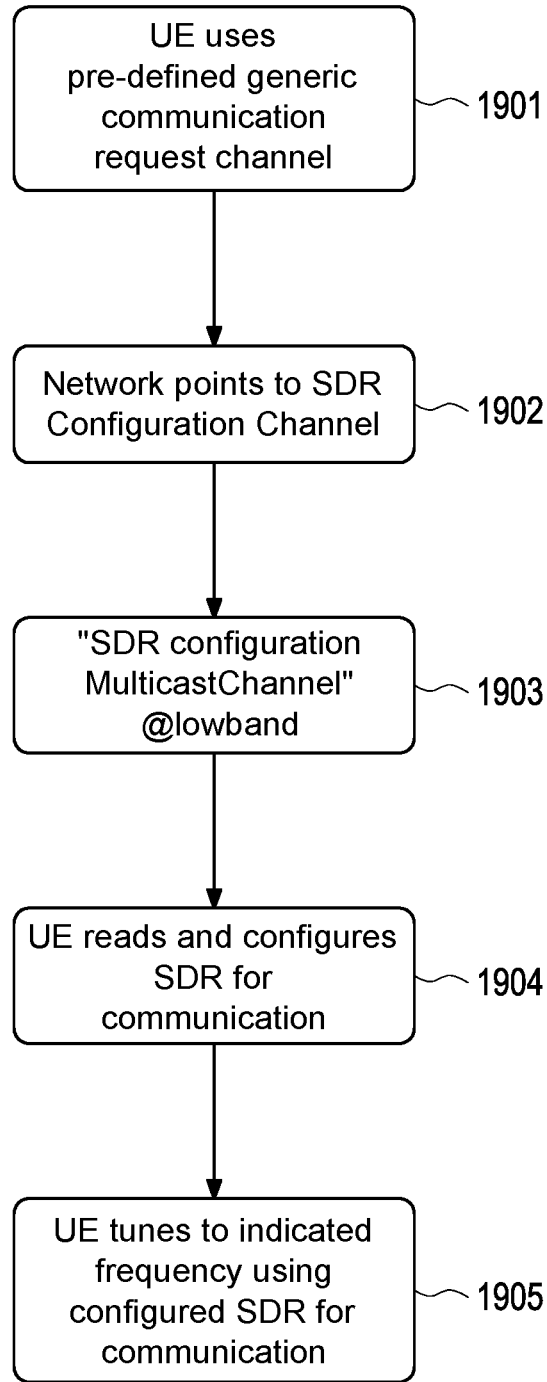 UE uses
pre-defined generic
communication
request channel
1901
Network points to SDR
Configuration Channel
1902
"SDR configuration
MulticastChannel"
@lowband
1903
UE reads and configures
SDR for
communication
1904
UE tunes to indicated
frequency using
configured SDR for
communication
1905